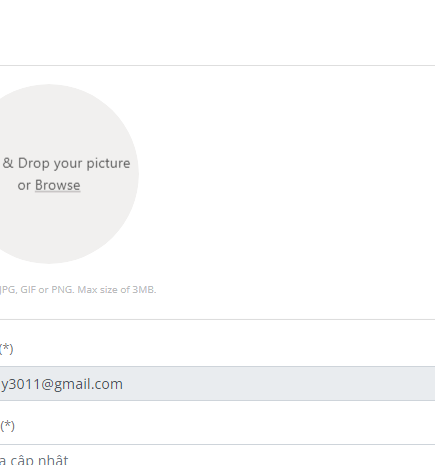 & Drop your picture
or Browse
JPG, GIF or PNG. Max size of 3MB.
(*)
y3011@gmail.com
(*)
a cập nhật